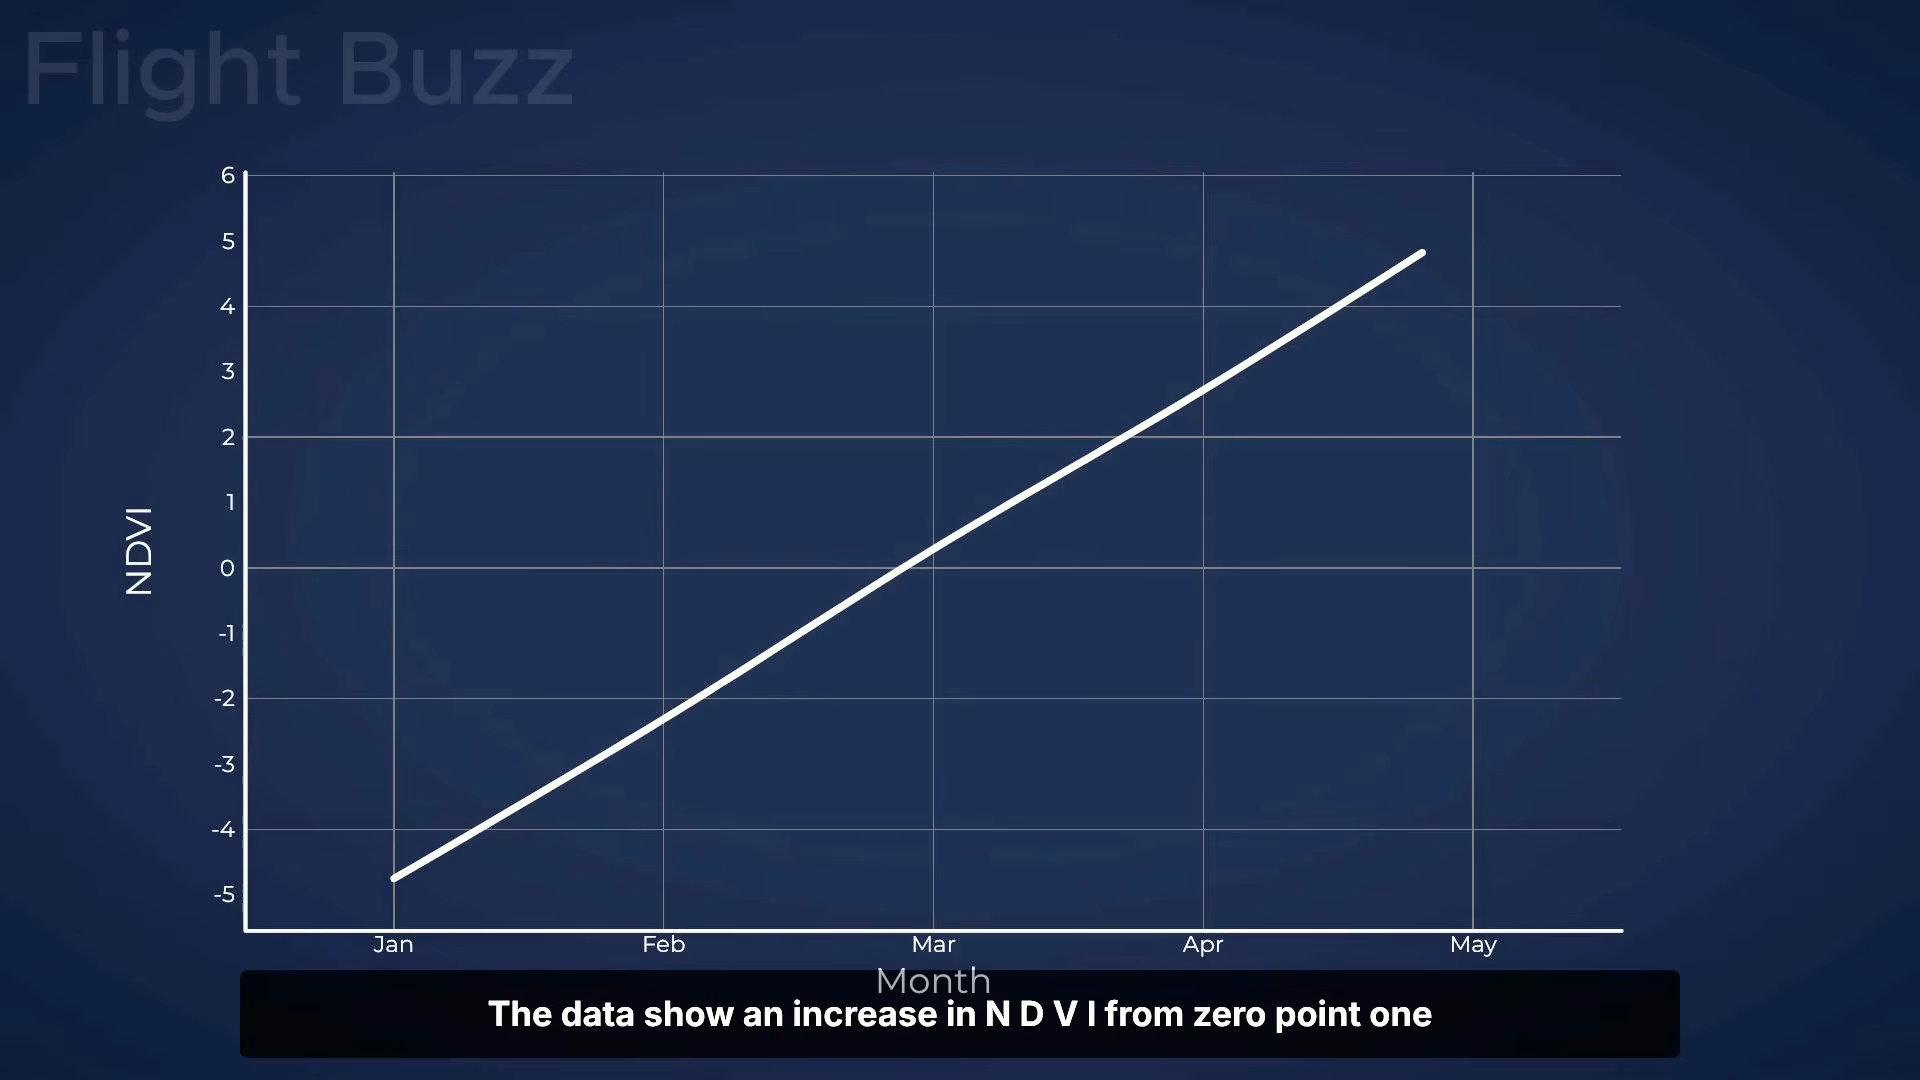 Flight Buzz
6
5
4
3
2
1
0
-1
-2
-3
-4
-5
NDVI
Jan Feb Mar Apr May
Month
The data show an increase in N D V I from zero point one